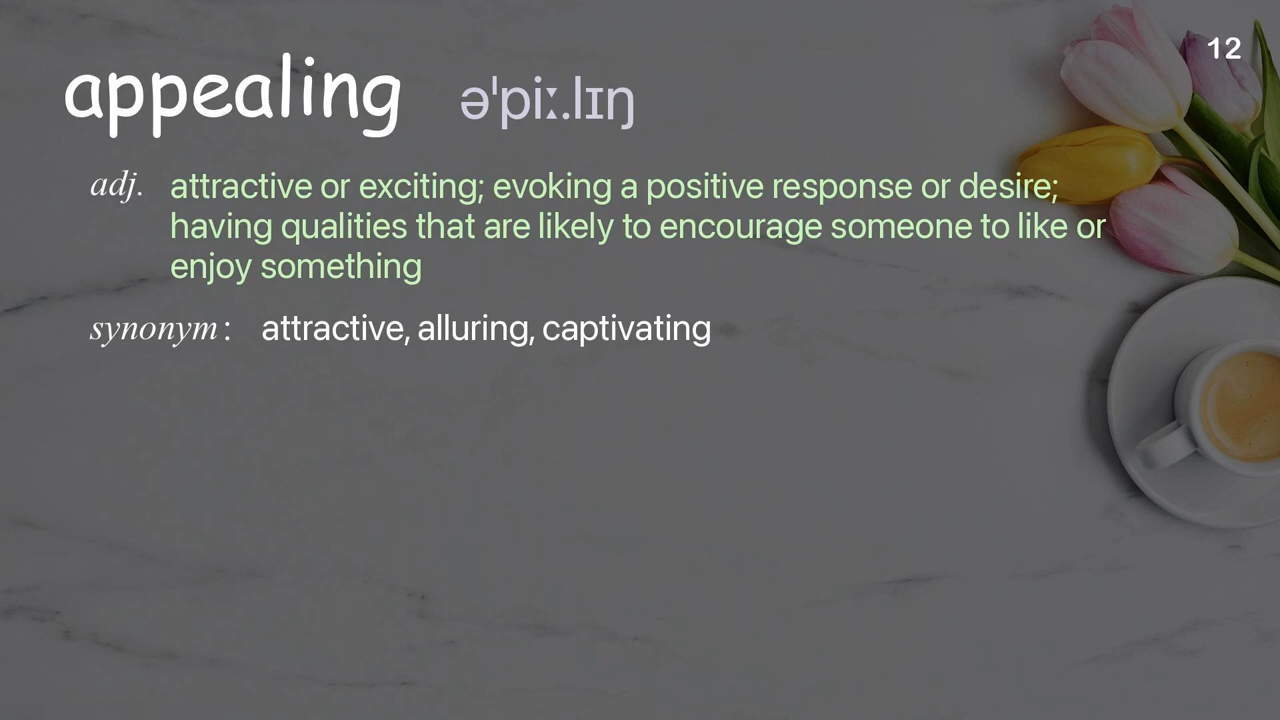 12
appealing əˈpiː.lɪŋ
adj. attractive or exciting; evoking a positive response or desire;
having qualities that are likely to encourage someone to like or
enjoy something
synonym: attractive, alluring, captivating